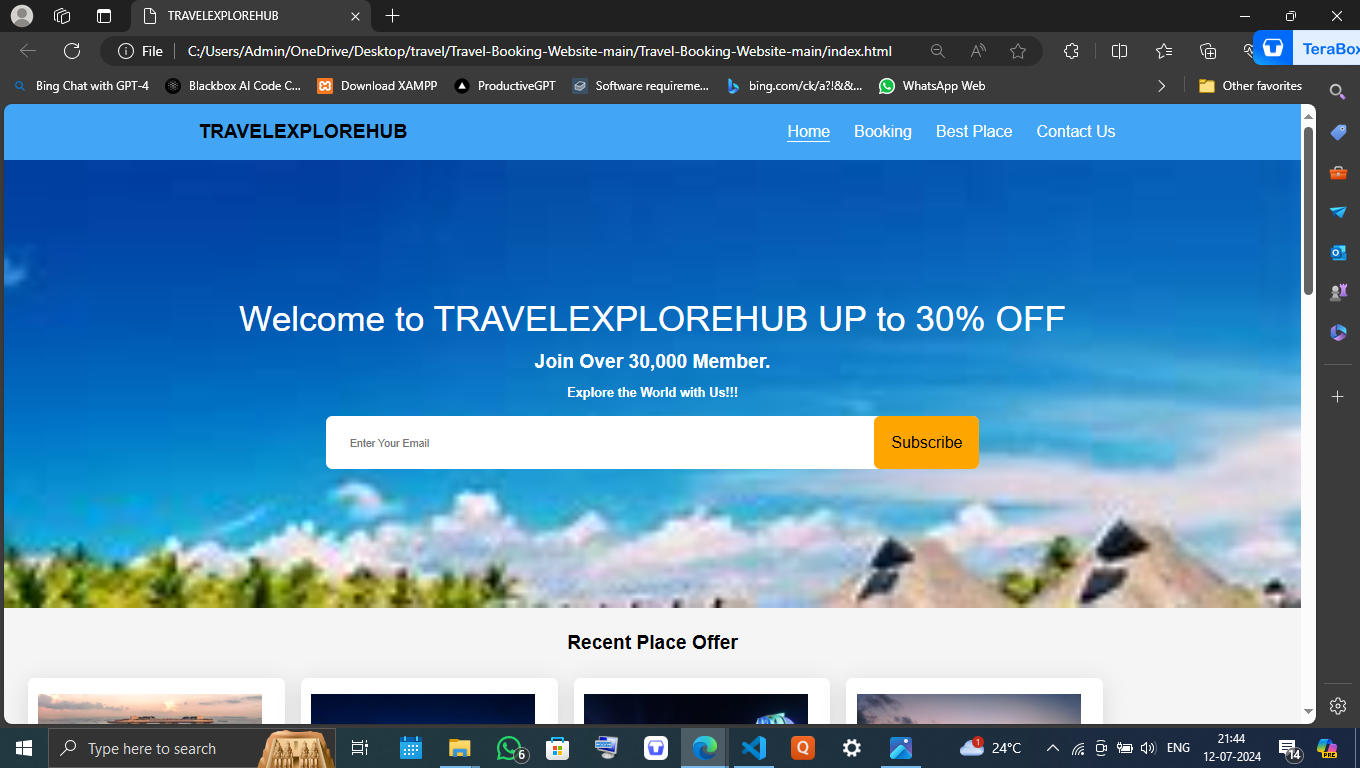 TRAVELEXPLOREHUB
File
C:/Users/Admin/OneDrive/Desktop/travel/Travel-Booking-Website-main/Travel-Booking-Website-main/index.html
TeraBox
Bing Chat with GPT-4
Blackbox AI Code C...
Download XAMPP
ProductiveGPT
Software requireme...
bing.com/ck/a?!&&...
WhatsApp Web
Other favorites
TRAVELEXPLOREHUB
Home Booking Best Place Contact Us
Welcome to TRAVELEXPLOREHUB UP to 30% OFF
Join Over 30,000 Member.
Explore the World with Us!!!
Enter Your Email
Subscribe
Recent Place Offer
Type here to search
6
1
24°C
ENG
21:44
12-07-2024
14
PRE